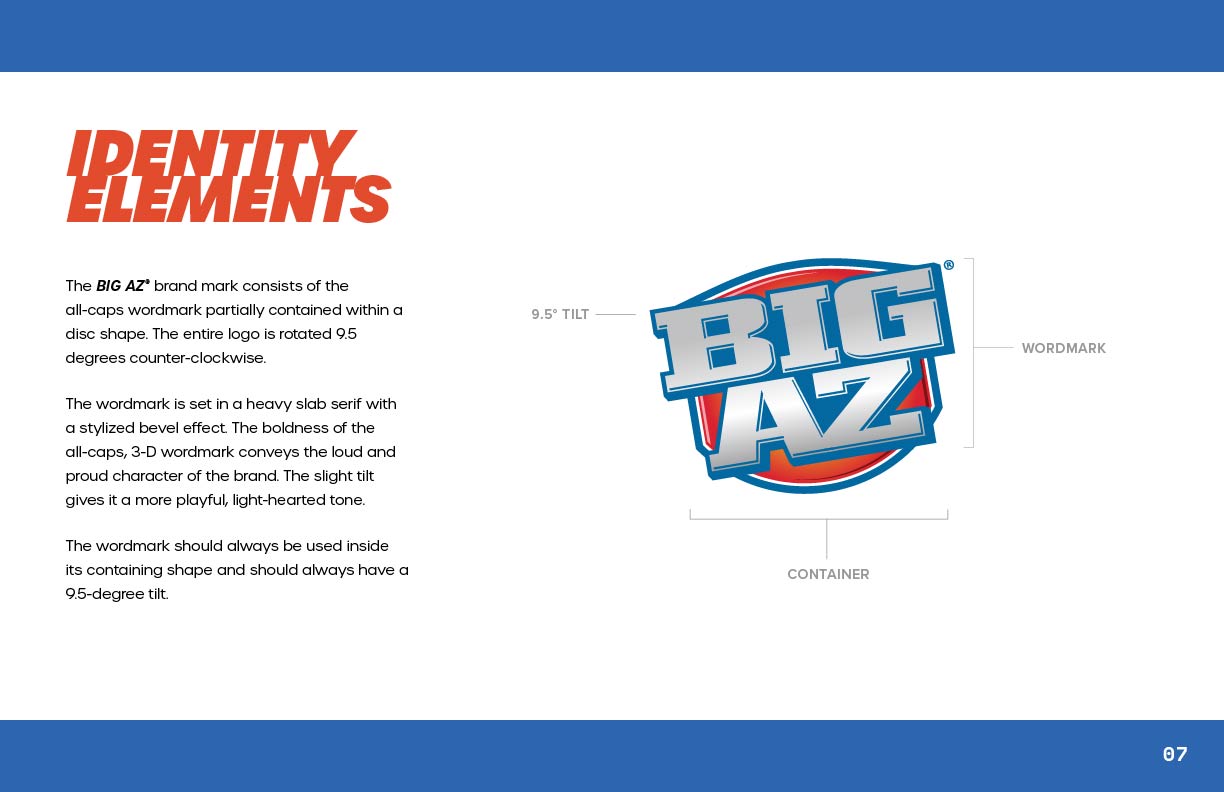 IDENTITY
ELEMENTS
The BIG AZ® brand mark consists of the
all-caps wordmark partially contained within a
disc shape. The entire logo is rotated 9.5
degrees counter-clockwise.
The wordmark is set in a heavy slab serif with
a stylized bevel effect. The boldness of the
all-caps, 3-D wordmark conveys the loud and
proud character of the brand. The slight tilt
gives it a more playful, light-hearted tone.
The wordmark should always be used inside
its containing shape and should always have a
9.5-degree tilt.
9.5° TILT
BIG ®
AZ
WORDMARK
CONTAINER
07